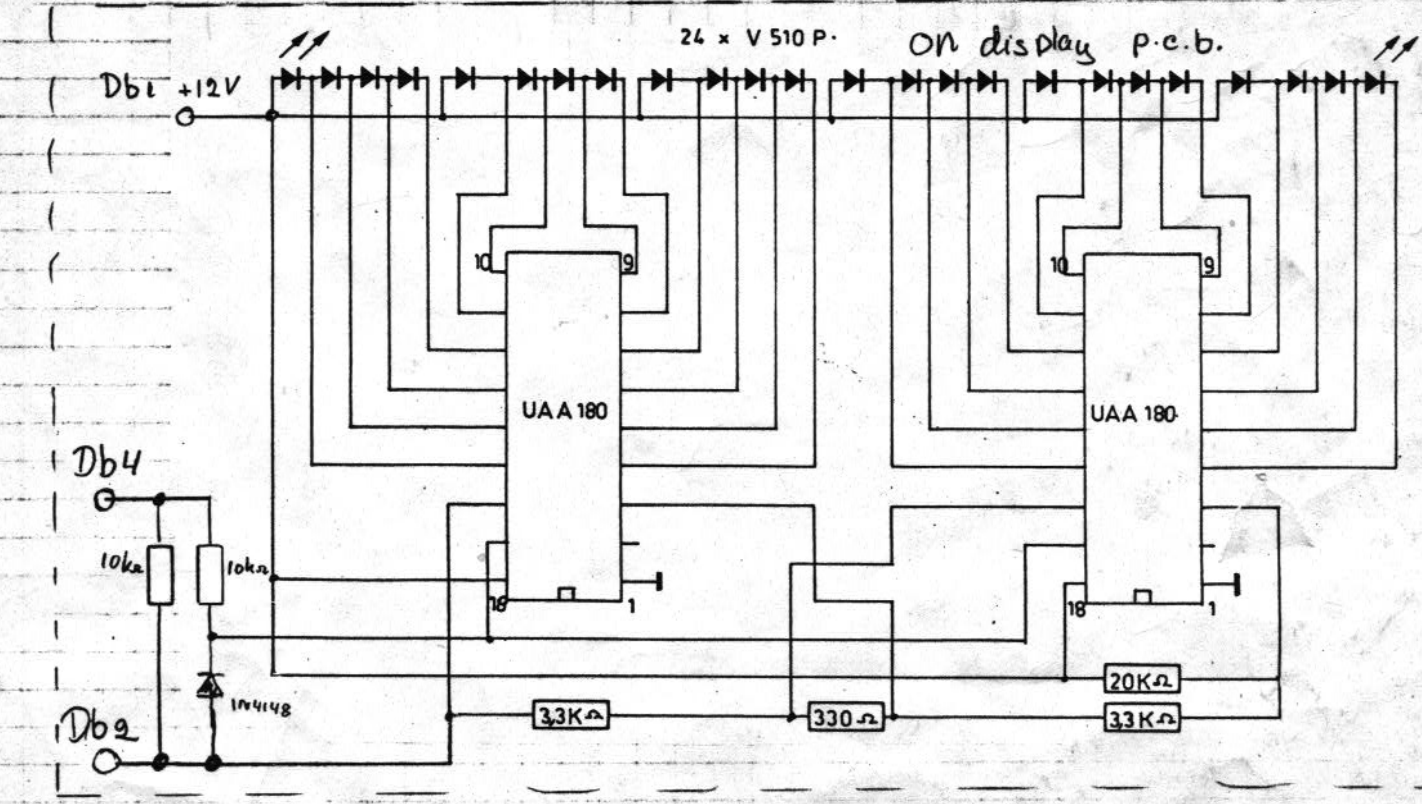 24 x V 510 P.
on display p.c.b.
Db1 +12V
10
9
10
9
UAA 180
UAA 180
Db4
10kΩ
10kΩ
18
1
18
1
20KΩ
1N4148
3,3KΩ
330 Ω
3,3KΩ
Db2